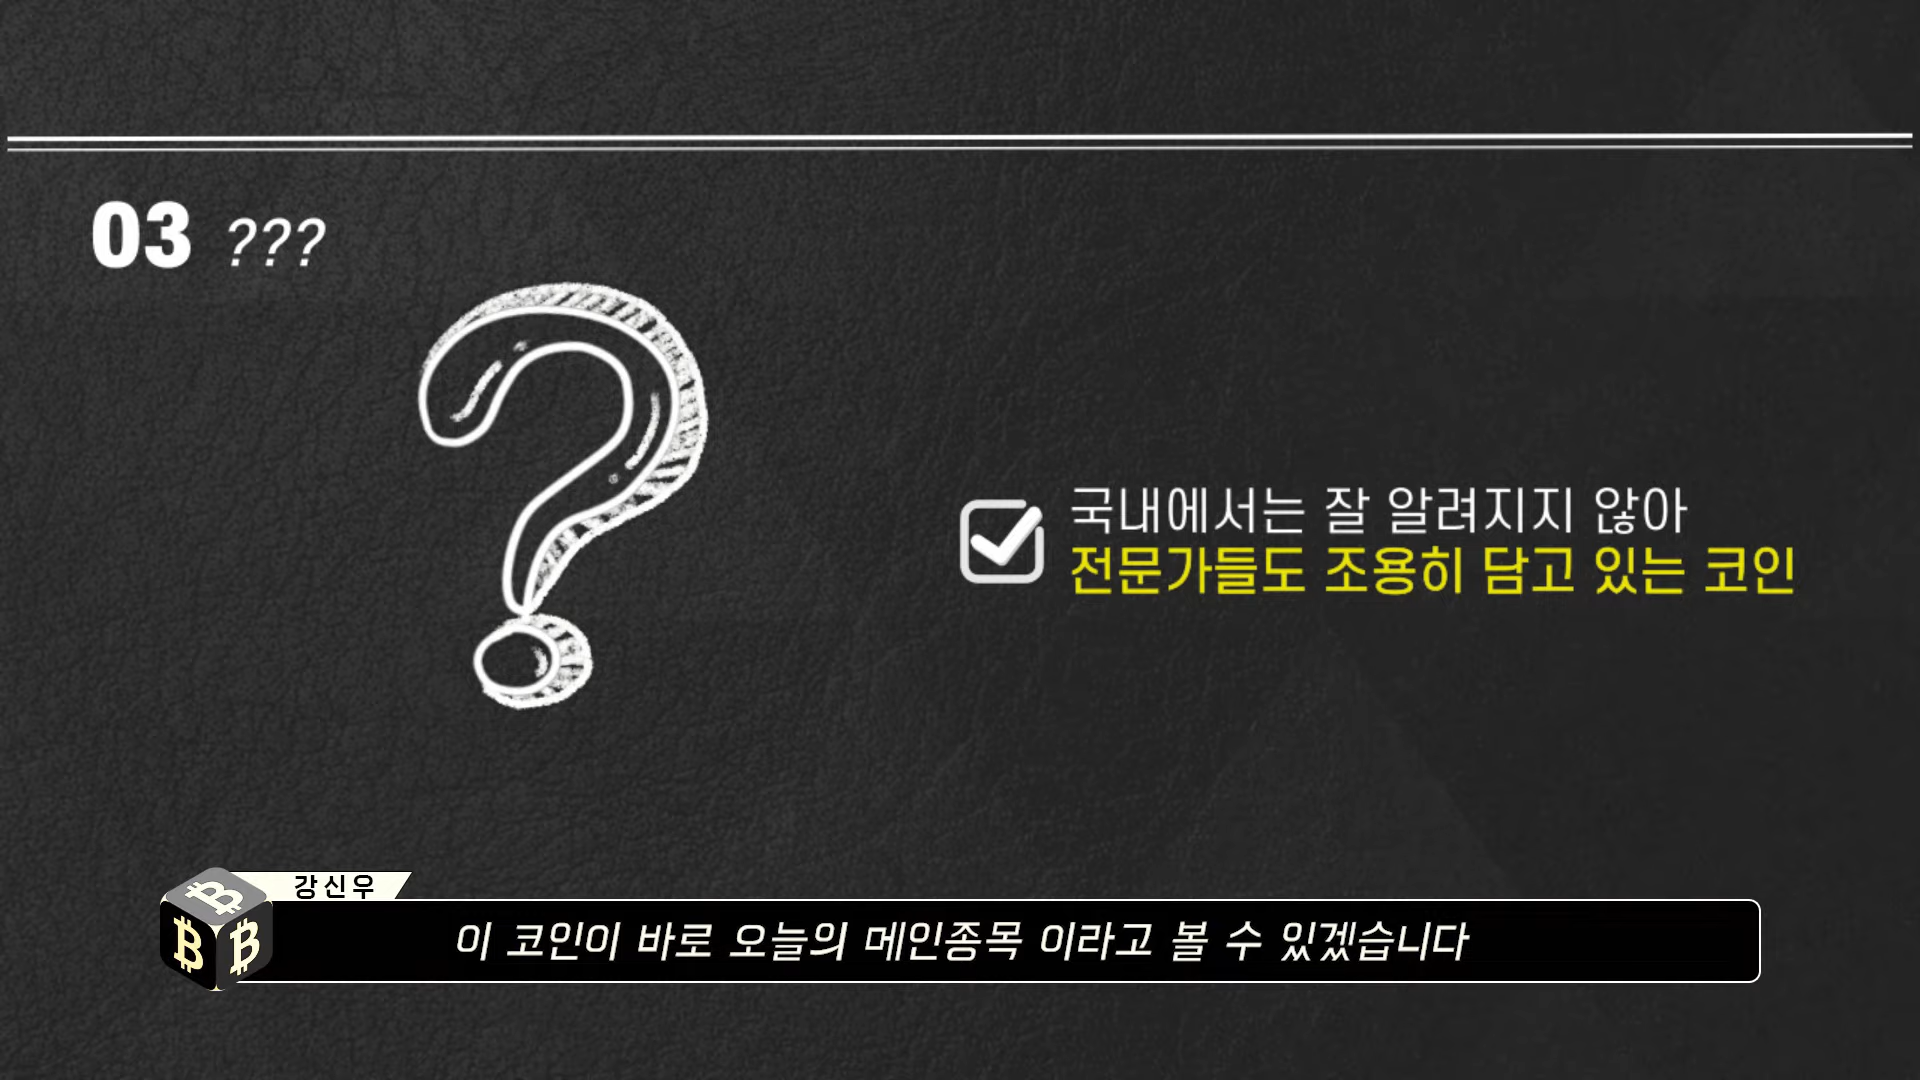 03 ???
국내에서는 잘 알려지지 않아
전문가들도 조용히 담고 있는 코인
강신우
이 코인이 바로 오늘의 메인종목 이라고 볼 수 있겠습니다